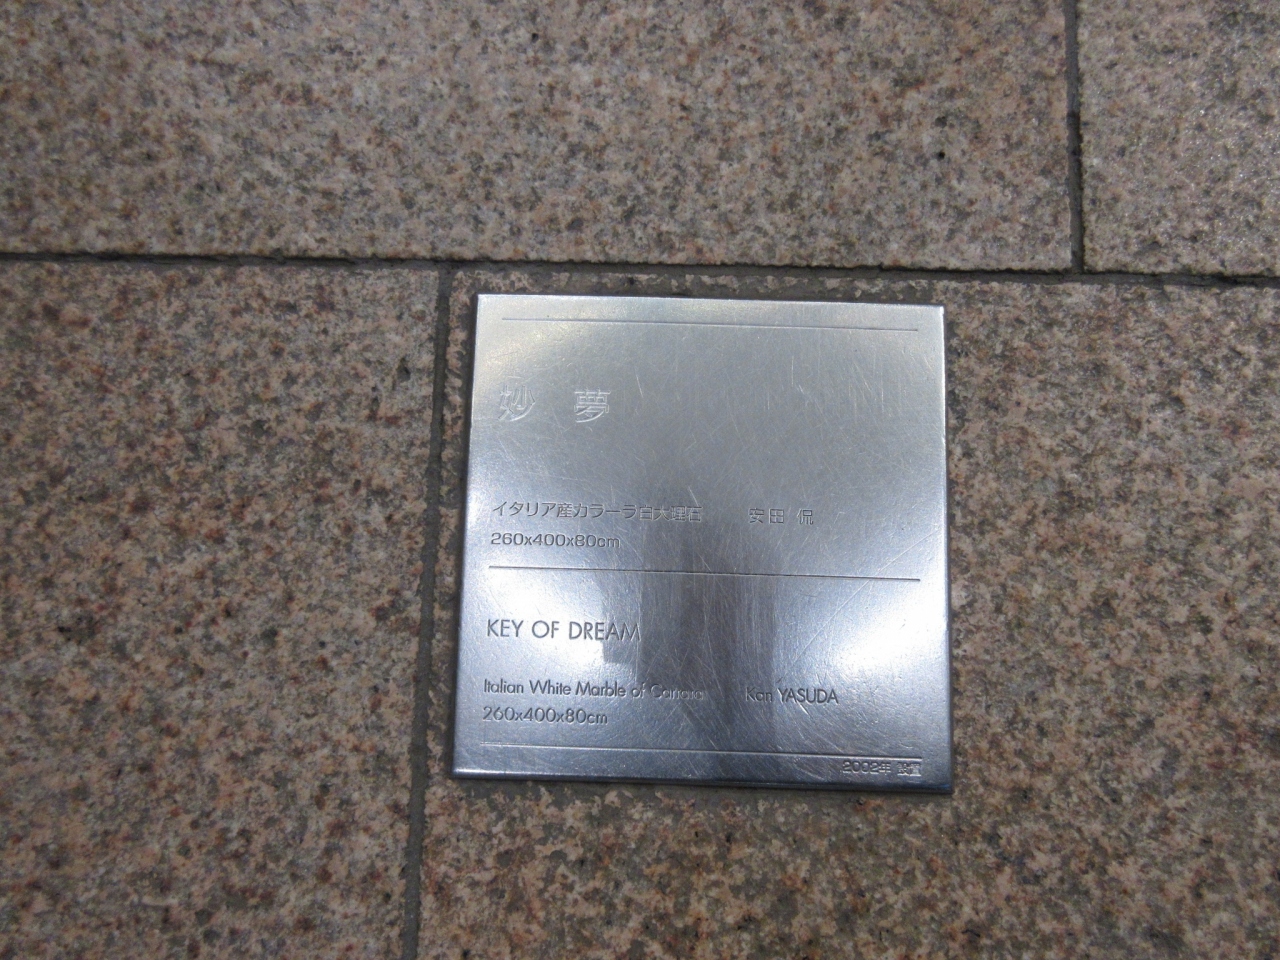 妙夢
イタリア産カラーラ白大理石 安田 侃
260x400x80cm
KEY OF DREAM
Italian White Marble of Carrara Kan YASUDA
260x400x80cm
2002年 設置